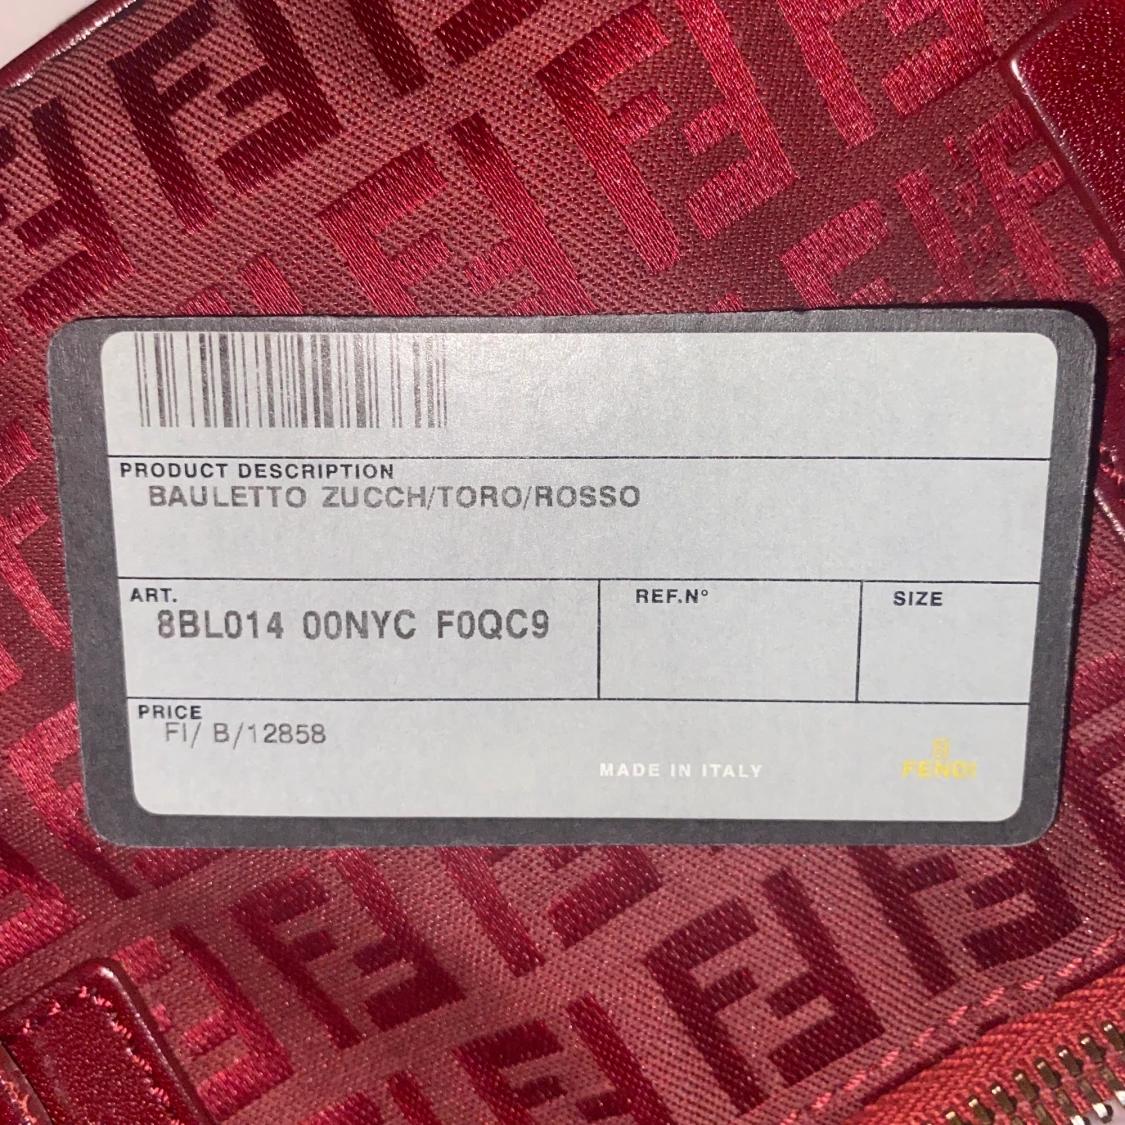 PRODUCT DESCRIPTION
BAULETTO ZUCCH/TORO/ROSSO
ART.
8BL014 00NYC F0QC9
REF.N°
SIZE
PRICE
FI/ B/12858
MADE IN ITALY
FENDI